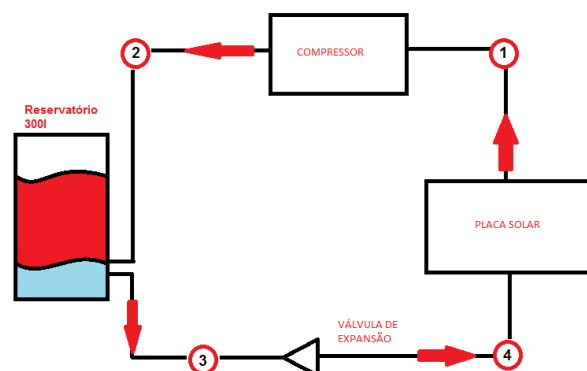 2
COMPRESSOR
1
Reservatório
300l
PLACA SOLAR
VÁLVULA DE
EXPANSÃO
3
4